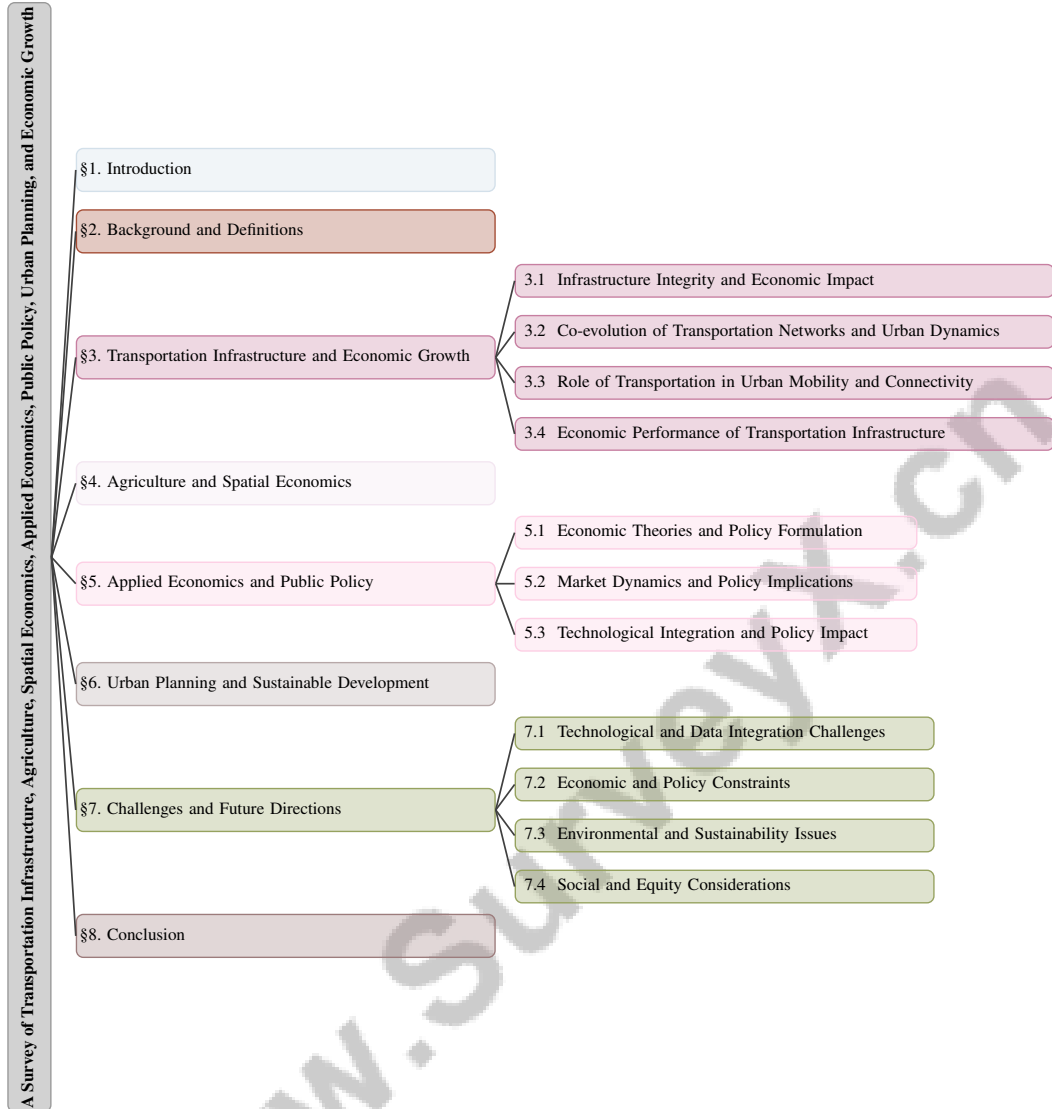 A Survey of Transportation Infrastructure, Agriculture, Spatial Economics, Applied Economics, Public Policy, Urban Planning, and Economic Growth
§1. Introduction
§2. Background and Definitions
§3. Transportation Infrastructure and Economic Growth
3.1 Infrastructure Integrity and Economic Impact
3.2 Co-evolution of Transportation Networks and Urban Dynamics
3.3 Role of Transportation in Urban Mobility and Connectivity
3.4 Economic Performance of Transportation Infrastructure
§4. Agriculture and Spatial Economics
§5. Applied Economics and Public Policy
5.1 Economic Theories and Policy Formulation
5.2 Market Dynamics and Policy Implications
5.3 Technological Integration and Policy Impact
§6. Urban Planning and Sustainable Development
§7. Challenges and Future Directions
7.1 Technological and Data Integration Challenges
7.2 Economic and Policy Constraints
7.3 Environmental and Sustainability Issues
7.4 Social and Equity Considerations
§8. Conclusion
w.SurveyX.cn